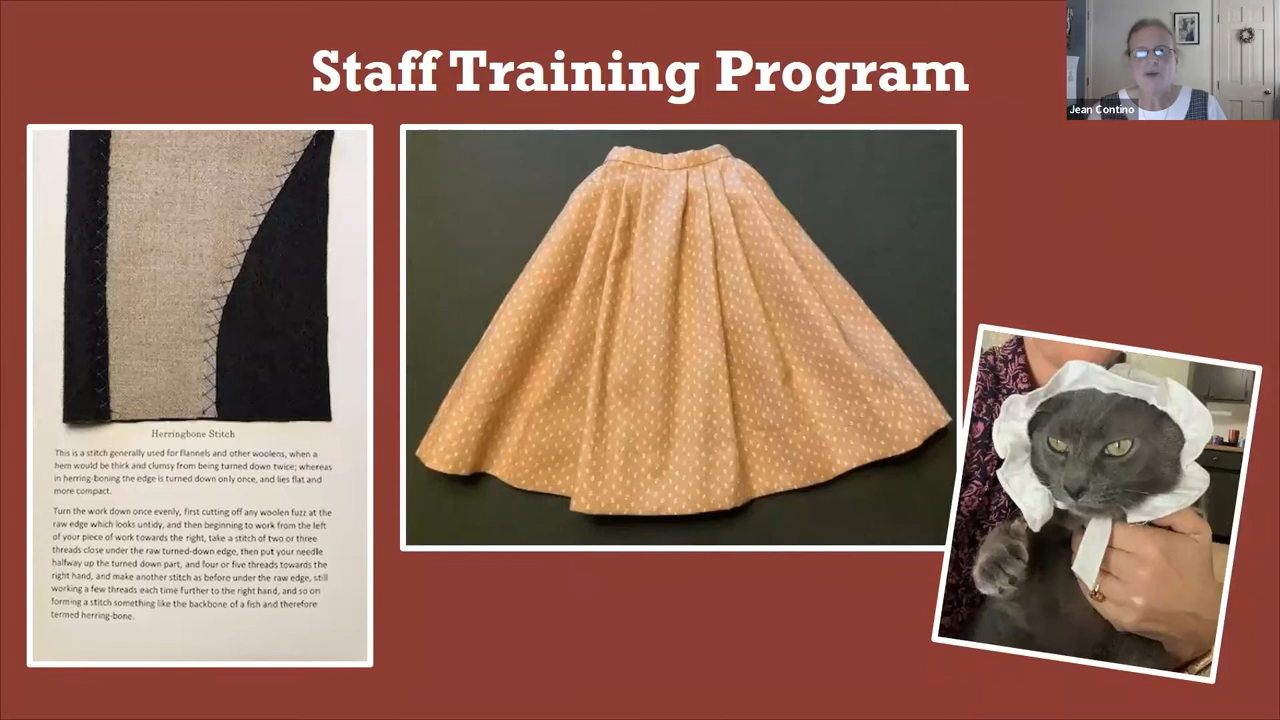 Staff Training Program
Jean Contino
Herringbone Stitch
This is a stitch generally used for flannels and other woolens, when a
hem would be thick and clumsy from being turned down twice; whereas
in herring-boning the edge is turned down only once, and lies flat and
more compact.
Turn the work down once evenly, first cutting off any woolen fuzz at the
raw edge which looks untidy, and then beginning to work from the left
of your piece of work towards the right, take a stitch of two or three
threads close under the raw turned-down edge, then put your needle
halfway up the turned down part, and four or five threads towards the
right hand, and make another stitch as before under the raw edge, still
working a few threads each time further to the right hand, and so on
forming a stitch something like the backbone of a fish and therefore
termed herring-bone.